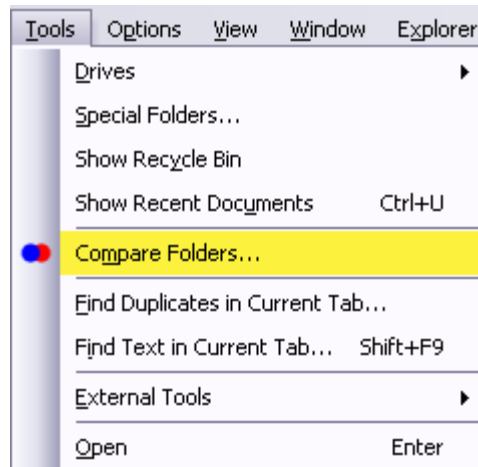 Tools Options View Window Explorer
Drives
Special Folders...
Show Recycle Bin
Show Recent Documents Ctrl+U
Compare Folders...
Find Duplicates in Current Tab...
Find Text in Current Tab... Shift+F9
External Tools
Open Enter